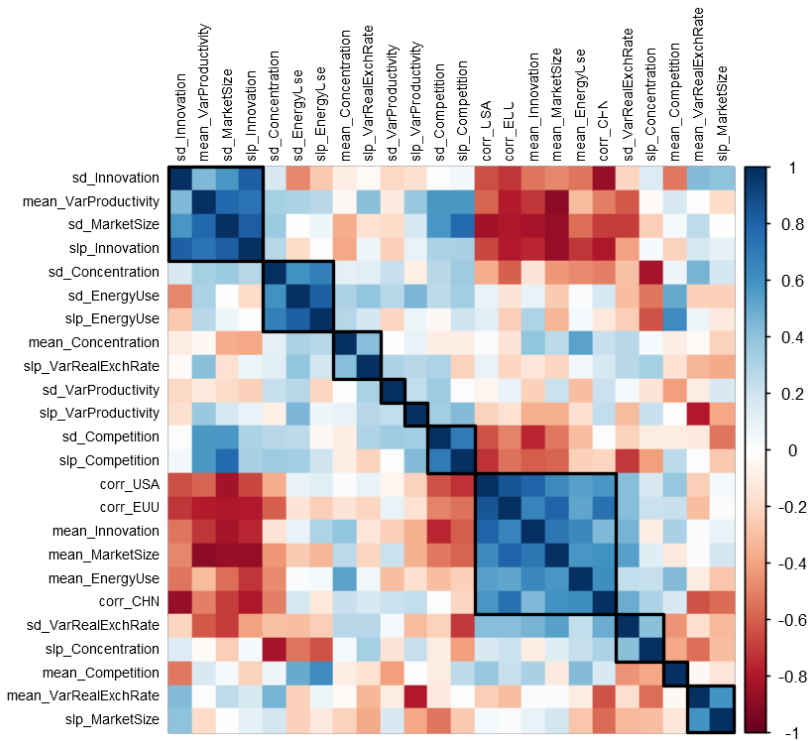 sd_Innovation
mean_VarProductivity
sd_MarketSize
slp_Innovation
sd_Concentration
sd_EnergyUse
slp_EnergyUse
mean_Concentration
slp_VarRealExchRate
sd_VarProductivity
slp_VarProductivity
sd_Competition
slp_Competition
corr_USA
corr_EUU
mean_Innovation
mean_MarketSize
mean_EnergyUse
corr_CHN
sd_VarRealExchRate
slp_Concentration
mean_Competition
mean_VarRealExchRate
slp_MarketSize
sd_Innovation
mean_VarProductivity
sd_MarketSize
slp_Innovation
sd_Concentration
sd_EnergyUse
slp_EnergyUse
mean_Concentration
slp_VarRealExchRate
sd_VarProductivity
slp_VarProductivity
sd_Competition
slp_Competition
corr_USA
corr_EUU
mean_Innovation
mean_MarketSize
mean_EnergyUse
corr_CHN
sd_VarRealExchRate
slp_Concentration
mean_Competition
mean_VarRealExchRate
slp_MarketSize
1
0.8
0.6
0.4
0.2
0
-0.2
-0.4
-0.6
-0.8
-1